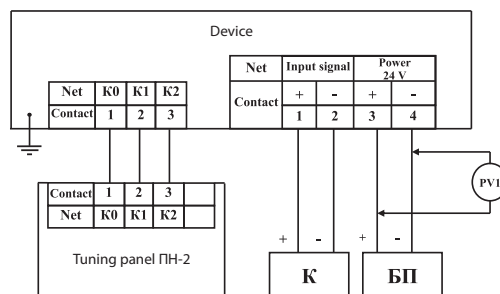 Device
Net К0 К1 К2
Contact 1 2 3
Net Input signal Power 24 V
Contact + - + -
1 2 3 4
PV1
Contact 1 2 3
Net К0 К1 К2
Tuning panel ПН-2
+ - + -
К БП